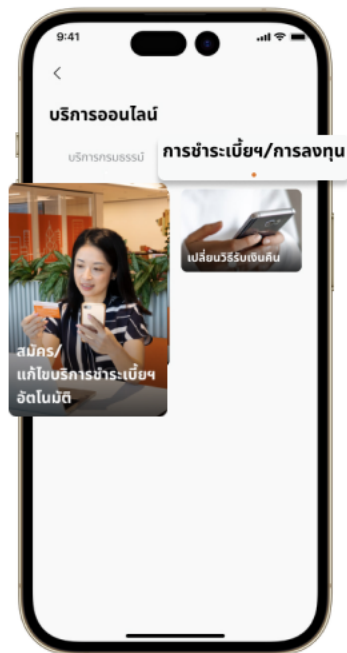 9:41
บริการออนไลน์
บริการกรมธรรม์
การชำระเบี้ยฯ/การลงทุน
สมัคร/
แก้ไขบริการชำระเบี้ยฯ
อัตโนมัติ
เปลี่ยนวิธีรับเงินคืน